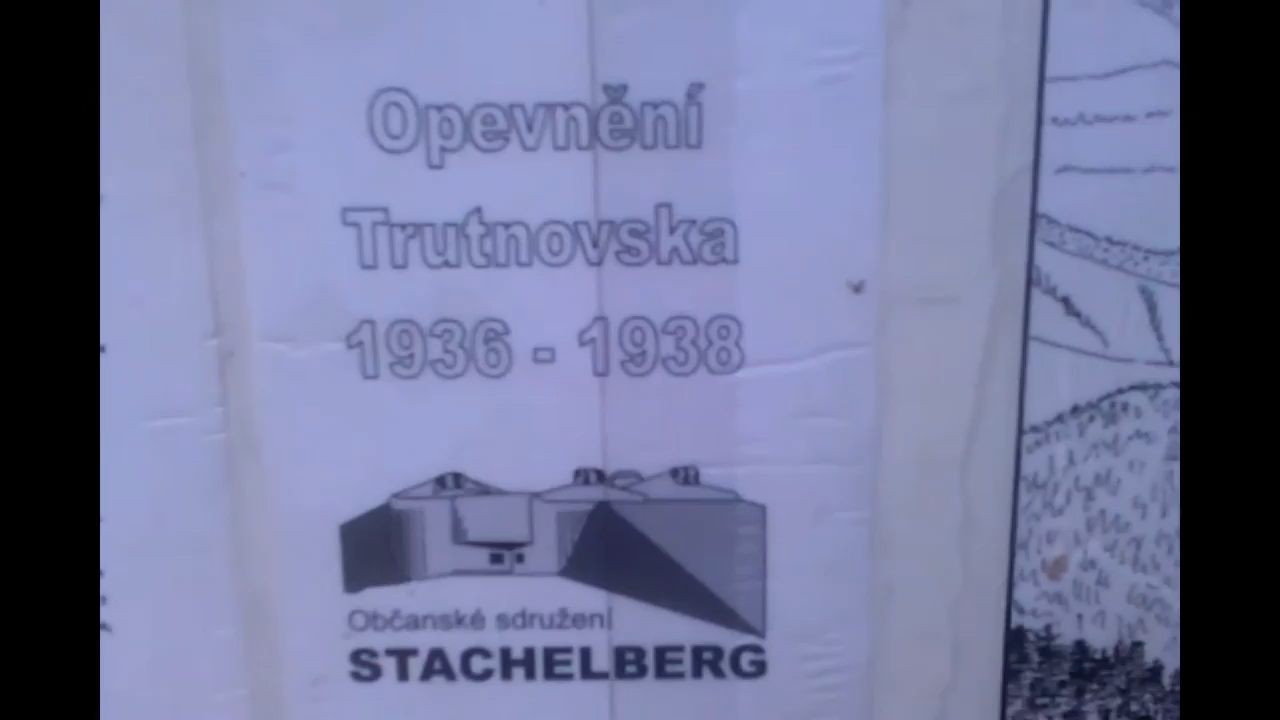 Opevnění
Trutnovska
1936 - 1938
Občanské sdružení
STACHELBERG